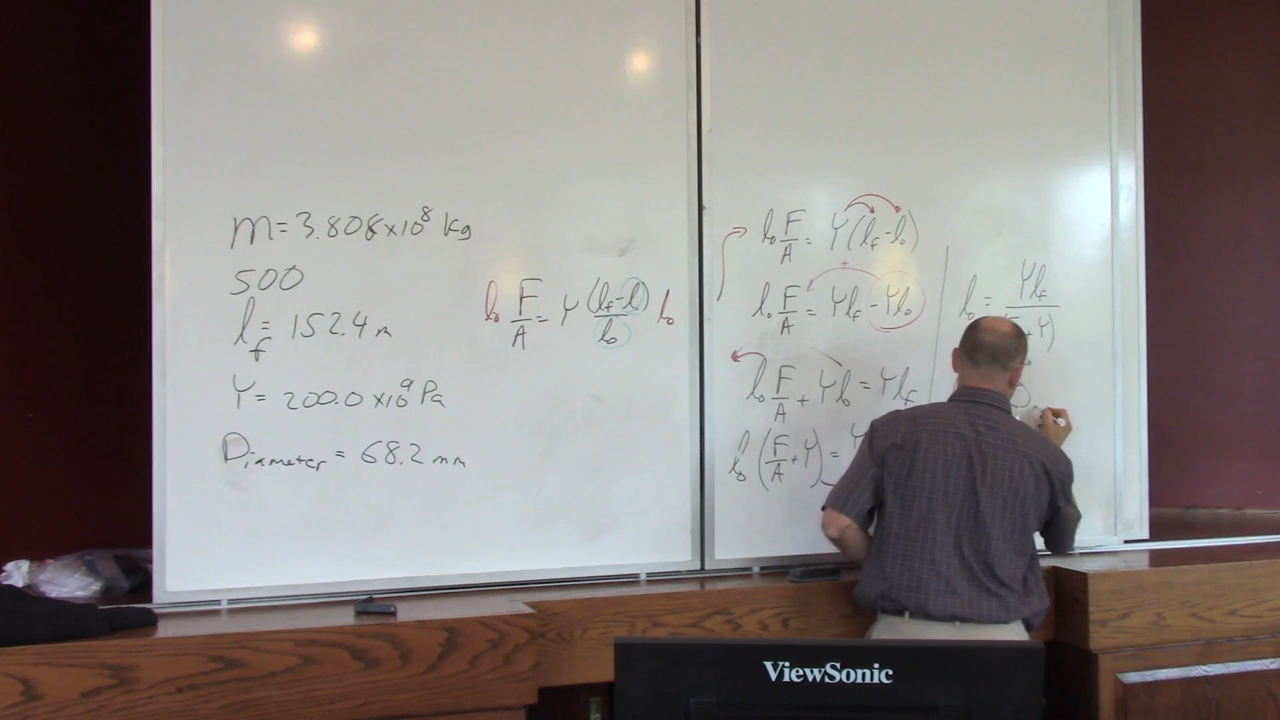 m = 3.808 × 10⁸ kg
500
l_f = 152.4 m
Y = 200.0 × 10⁹ Pa
Diameter = 68.2 mm
l₀ F/A = Y (l_f - l₀)/l₀ l₀
l₀ F/A = Y(l_f - l₀)
+
l₀ F/A = Yl_f - Yl₀
l₀ F/A + Yl₀ = Yl_f
l₀ (F/A + Y) =
l₀ = Yl_f
+ Y)
ViewSonic